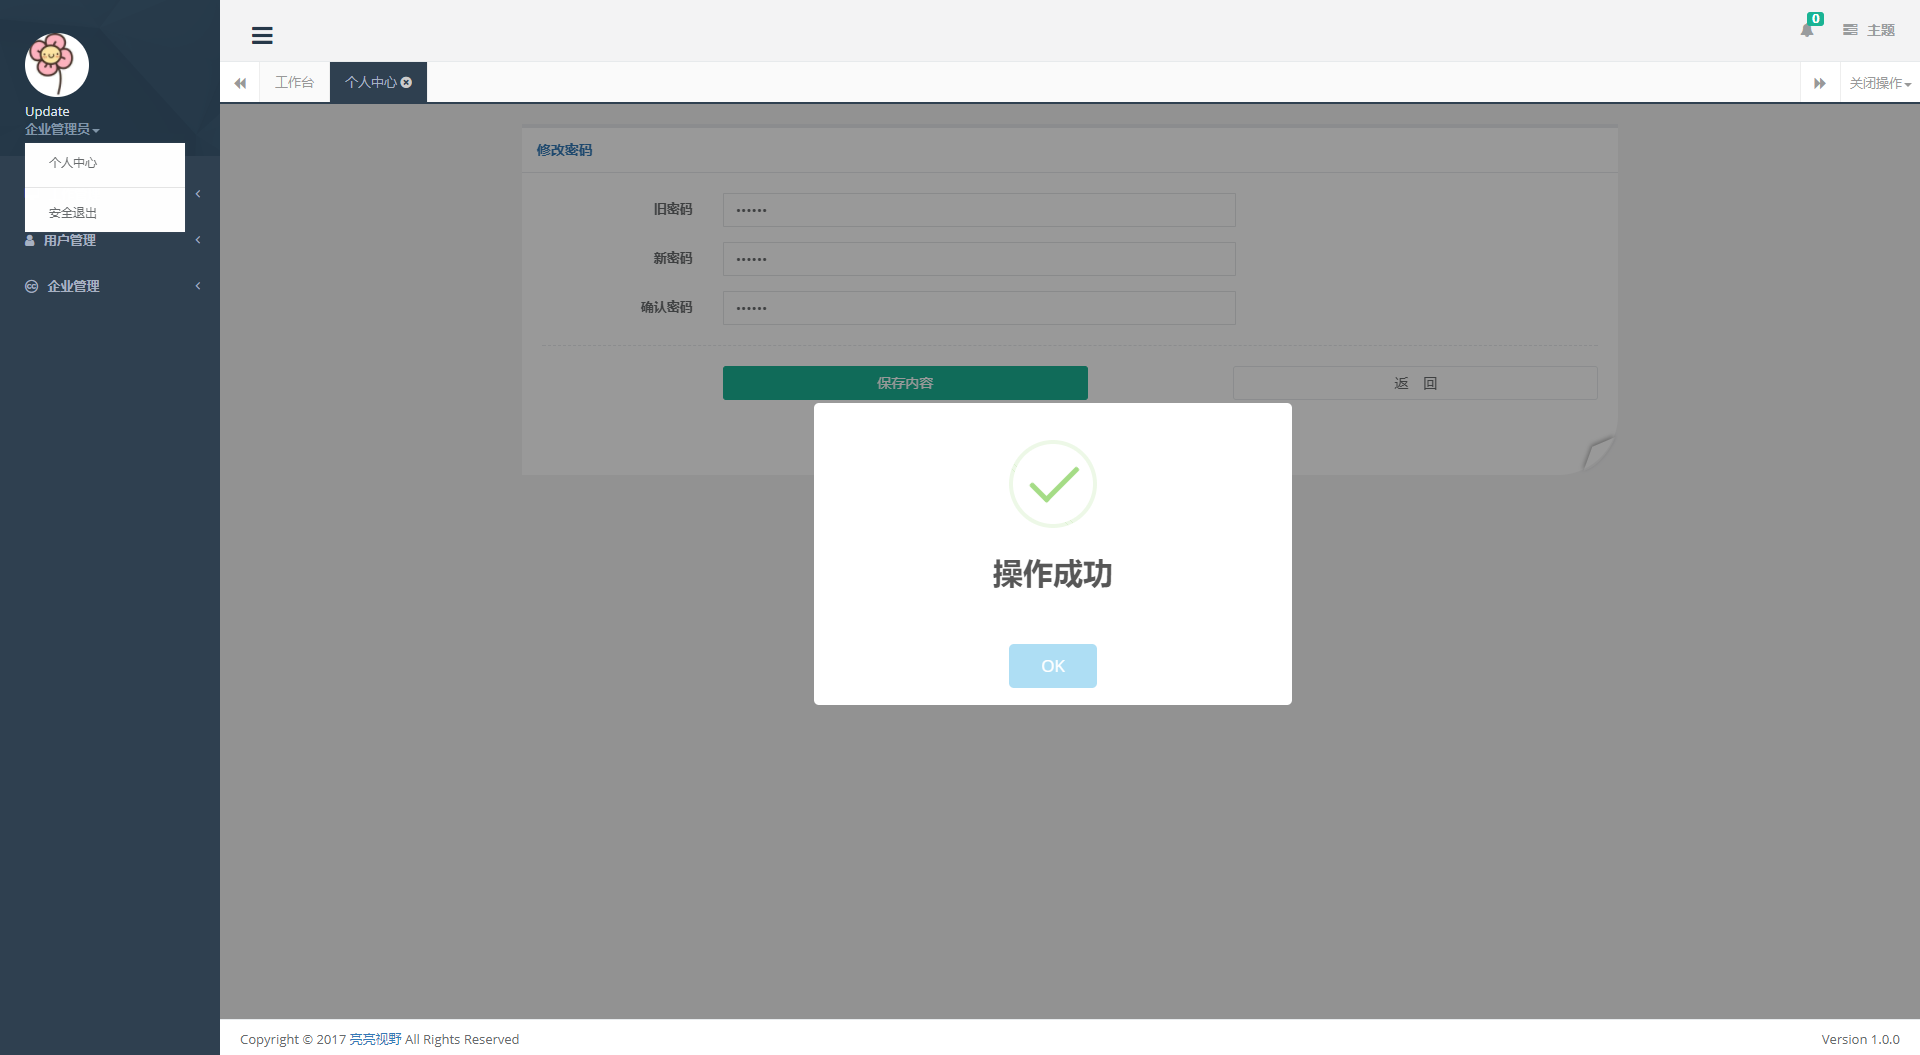 Update
企业管理员
个人中心
安全退出
用户管理
企业管理
0
主题
工作台
个人中心
关闭操作
修改密码
旧密码
••••••
新密码
••••••
确认密码
••••••
保存内容
返 回
操作成功
OK
Copyright © 2017 亮亮视野 All Rights Reserved
Version 1.0.0